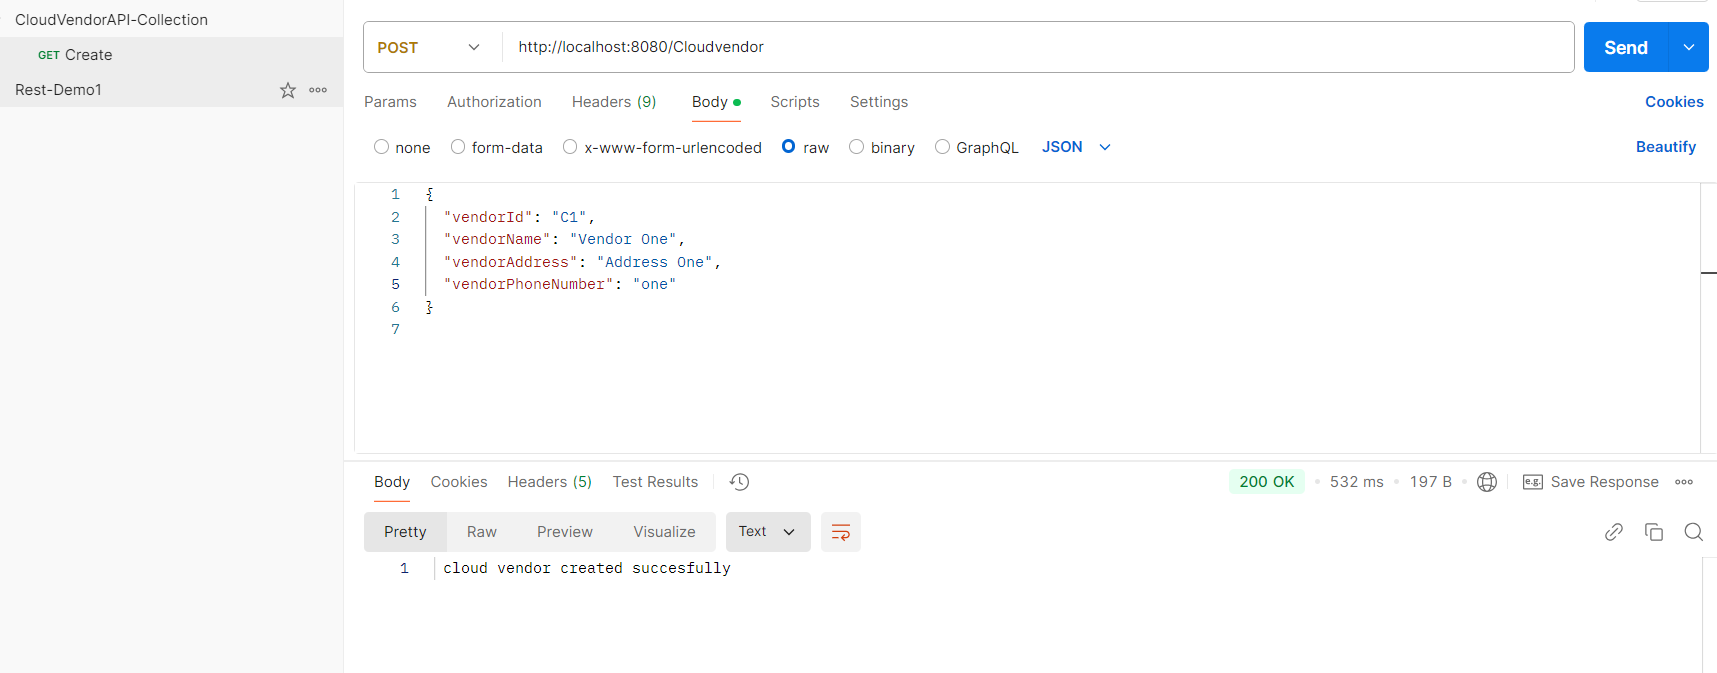 CloudVendorAPI-Collection
GET Create
Rest-Demo1
POST http://localhost:8080/Cloudvendor Send
Params Authorization Headers (9) Body Scripts Settings Cookies
none form-data x-www-form-urlencoded raw binary GraphQL JSON Beautify
1 {
2 "vendorId": "C1",
3 "vendorName": "Vendor One",
4 "vendorAddress": "Address One",
5 "vendorPhoneNumber": "one"
6 }
7
Body Cookies Headers (5) Test Results 200 OK 532 ms 197 B e.g. Save Response
Pretty Raw Preview Visualize Text
1 cloud vendor created succesfully